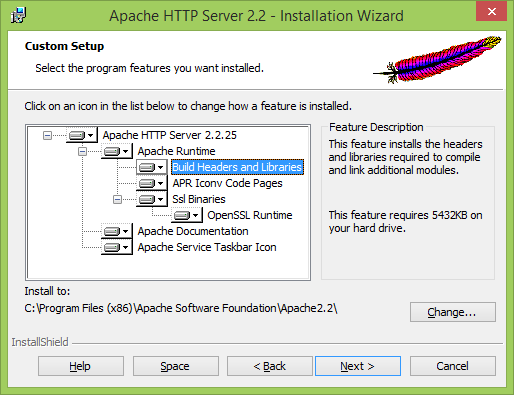 Apache HTTP Server 2.2 - Installation Wizard
Custom Setup
Select the program features you want installed.
Click on an icon in the list below to change how a feature is installed.
Apache HTTP Server 2.2.25
Apache Runtime
Build Headers and Libraries
APR Iconv Code Pages
Ssl Binaries
OpenSSL Runtime
Apache Documentation
Apache Service Taskbar Icon
Feature Description
This feature installs the headers
and libraries required to compile
and link additional modules.
This feature requires 5432KB on
your hard drive.
Install to:
C:\Program Files (x86)\Apache Software Foundation\Apache2.2\
Change...
InstallShield
Help
Space
< Back
Next >
Cancel